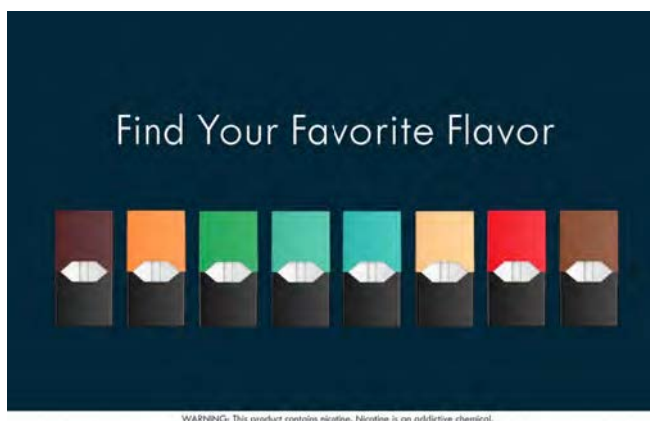 Find Your Favorite Flavor
WARNING: This product contains nicotine. Nicotine is an addictive chemical.